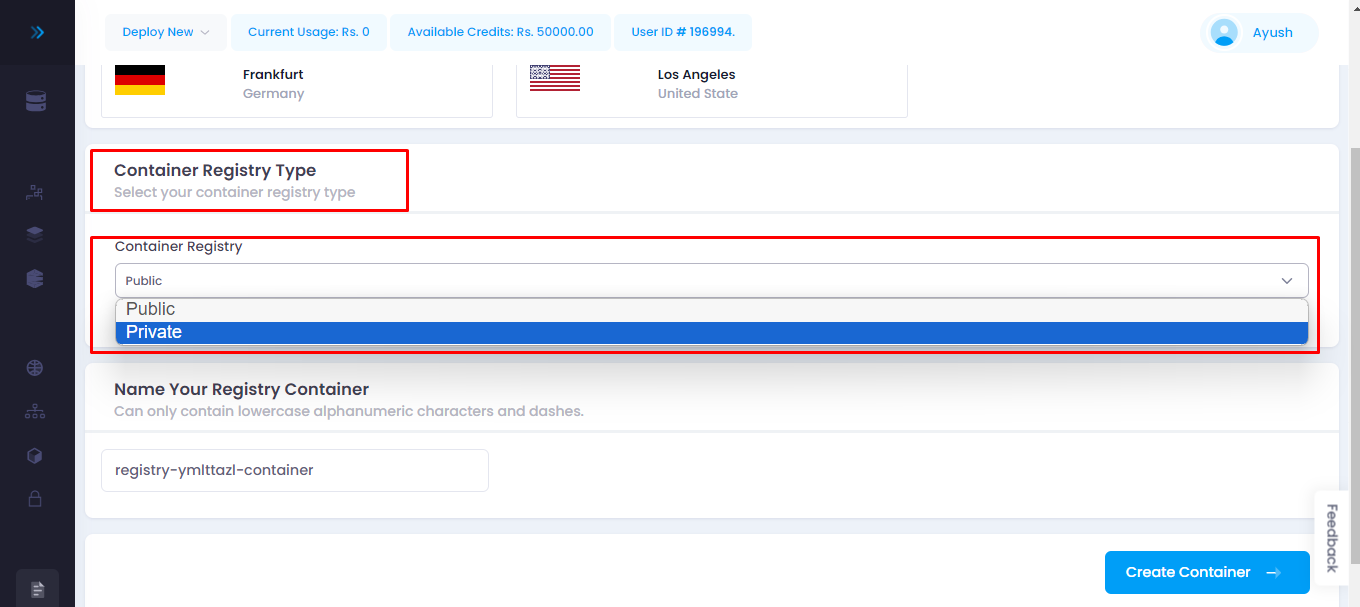 Deploy New
Current Usage: Rs. 0
Available Credits: Rs. 50000.00
User ID # 196994.
Ayush
Frankfurt
Germany
Los Angeles
United State
Container Registry Type
Select your container registry type
Container Registry
Public
Public
Private
Name Your Registry Container
Can only contain lowercase alphanumeric characters and dashes.
registry-ymlttazl-container
Feedback
Create Container